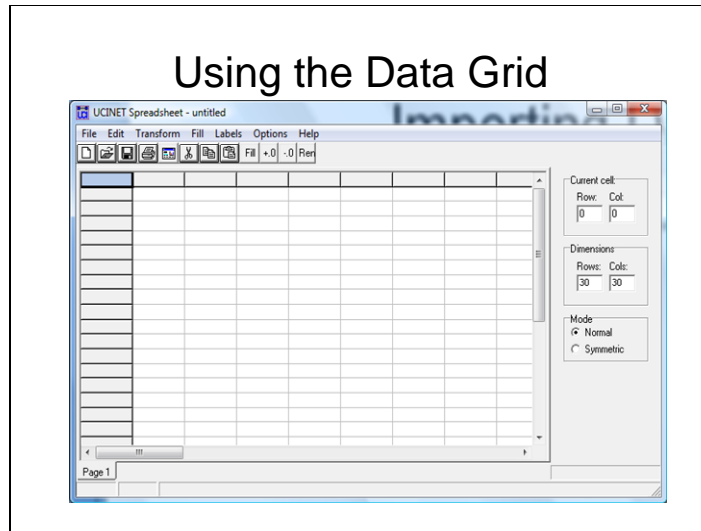 Using the Data Grid
UCINET Spreadsheet - untitled
File Edit Transform Fill Labels Options Help
Fill +.0 -.0 Ren
Current cell:
Row: Col:
0 0
Dimensions
Rows: Cols:
30 30
Mode
Normal
Symmetric
Page 1